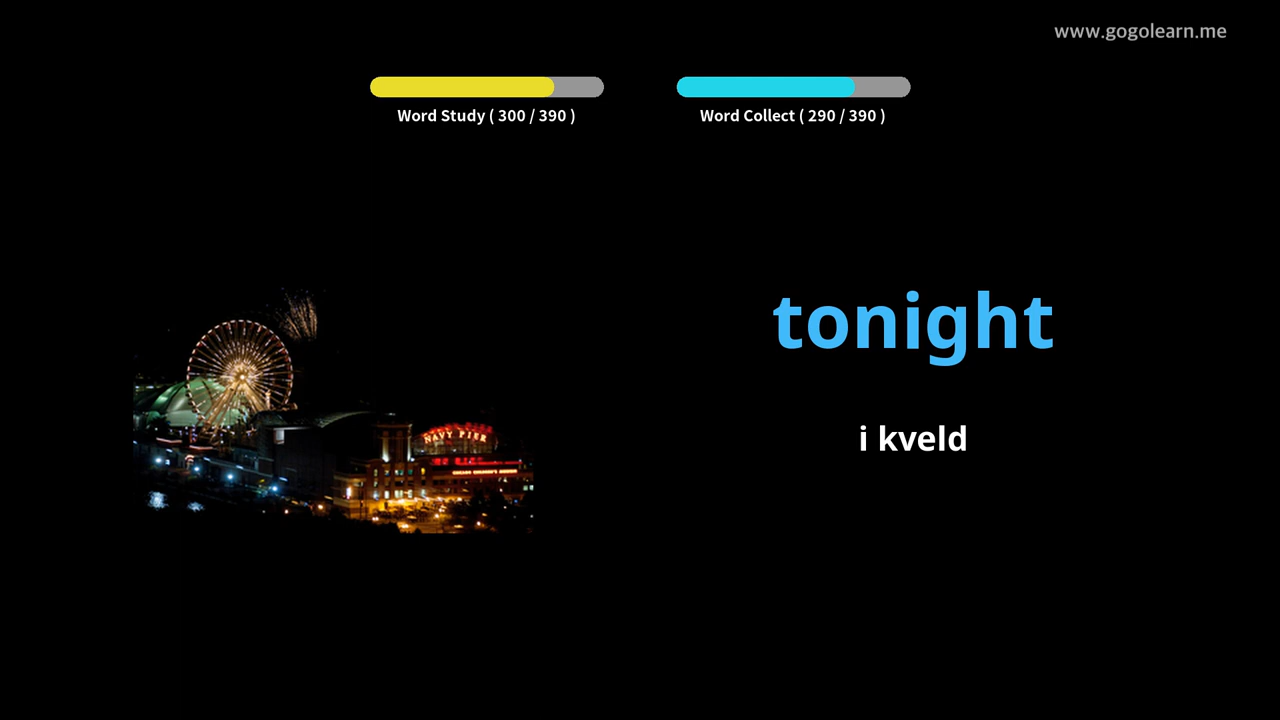 www.gogolearn.me
Word Study ( 300 / 390 )
Word Collect ( 290 / 390 )
tonight
i kveld
NAVY PIER